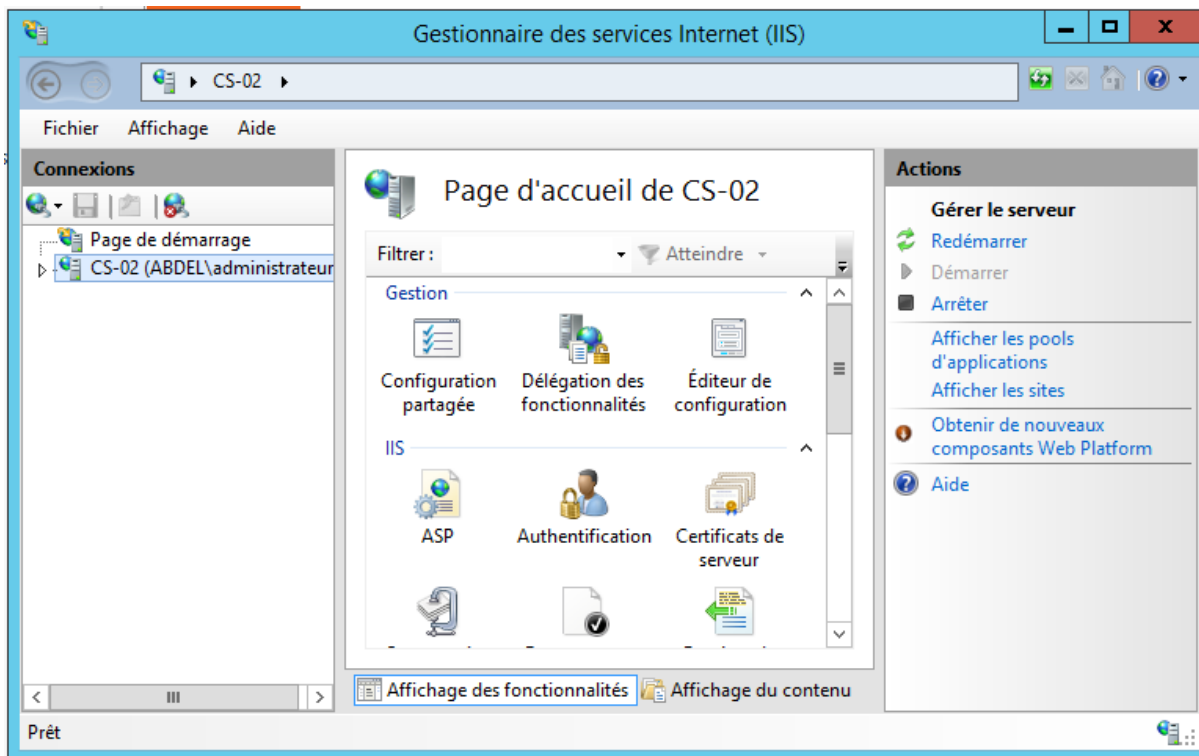 Gestionnaire des services Internet (IIS)
CS-02
Fichier Affichage Aide
Connexions
Page de démarrage
CS-02 (ABDEL\administrateur
Page d'accueil de CS-02
Filtrer :
Atteindre
Gestion
Configuration partagée
Délégation des fonctionnalités
Éditeur de configuration
IIS
ASP
Authentification
Certificats de serveur
Affichage des fonctionnalités
Affichage du contenu
Actions
Gérer le serveur
Redémarrer
Démarrer
Arrêter
Afficher les pools
d'applications
Afficher les sites
Obtenir de nouveaux
composants Web Platform
Aide
Prêt